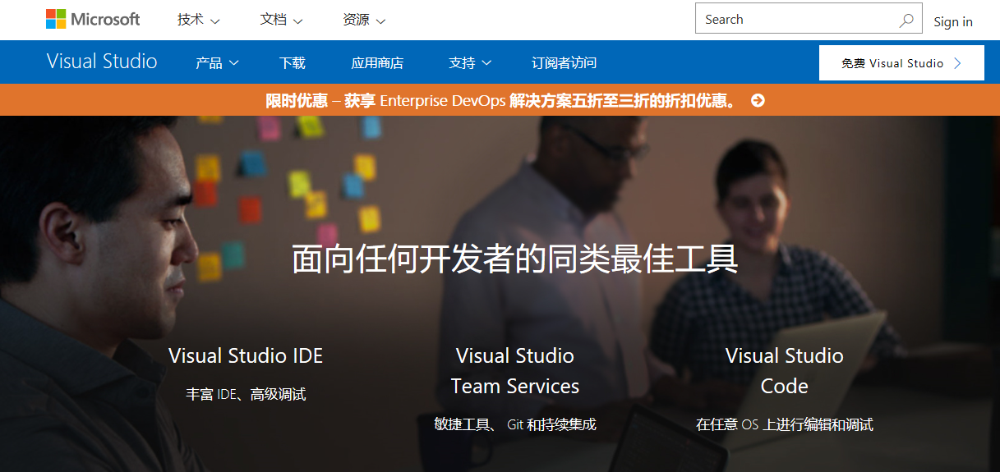 Microsoft 技术 文档 资源 Search Sign in
Visual Studio 产品 下载 应用商店 支持 订阅者访问 免费 Visual Studio
限时优惠 – 获享 Enterprise DevOps 解决方案五折至三折的折扣优惠。
面向任何开发者的同类最佳工具
Visual Studio IDE
丰富 IDE、高级调试
Visual Studio
Team Services
敏捷工具、 Git 和持续集成
Visual Studio
Code
在任意 OS 上进行编辑和调试